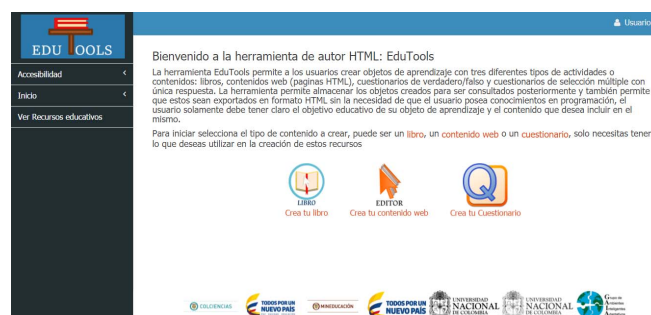 Usuario
EDU OOLS
Bienvenido a la herramienta de autor HTML: EduTools
Accesibilidad
La herramienta EduTools permite a los usuarios crear objetos de aprendizaje con tres diferentes tipos de actividades o
contenidos: libros, contenidos web (paginas HTML), cuestionarios de verdadero/falso y cuestionarios de selección múltiple con
Inicio
única respuesta. La herramienta permite almacenar los objetos creados para ser consultados posteriormente y también permite
que estos sean exportados en formato HTML sin la necesidad de que el usuario posea conocimientos en programación, el
Ver Recursos educativos
usuario solamente debe tener claro el objetivo educativo de su objeto de aprendizaje y el contenido que desea incluir en el
mismo.
Para iniciar selecciona el tipo de contenido a crear, puede ser un libro, un contenido web o un cuestionario, solo necesitas tener
lo que deseas utilizar en la creación de estos recursos
LIBRO
EDITOR
Crea tu libro
Crea tu contenido web
Crea tu Cuestionario
COLCIENCIAS
TODOS POR UN
NUEVO PAÍS
MINEDUCACIÓN
TODOS POR UN
NUEVO PAÍS
UNIVERSIDAD
NACIONAL
DE COLOMBIA
UNIVERSIDAD
NACIONAL
DE COLOMBIA